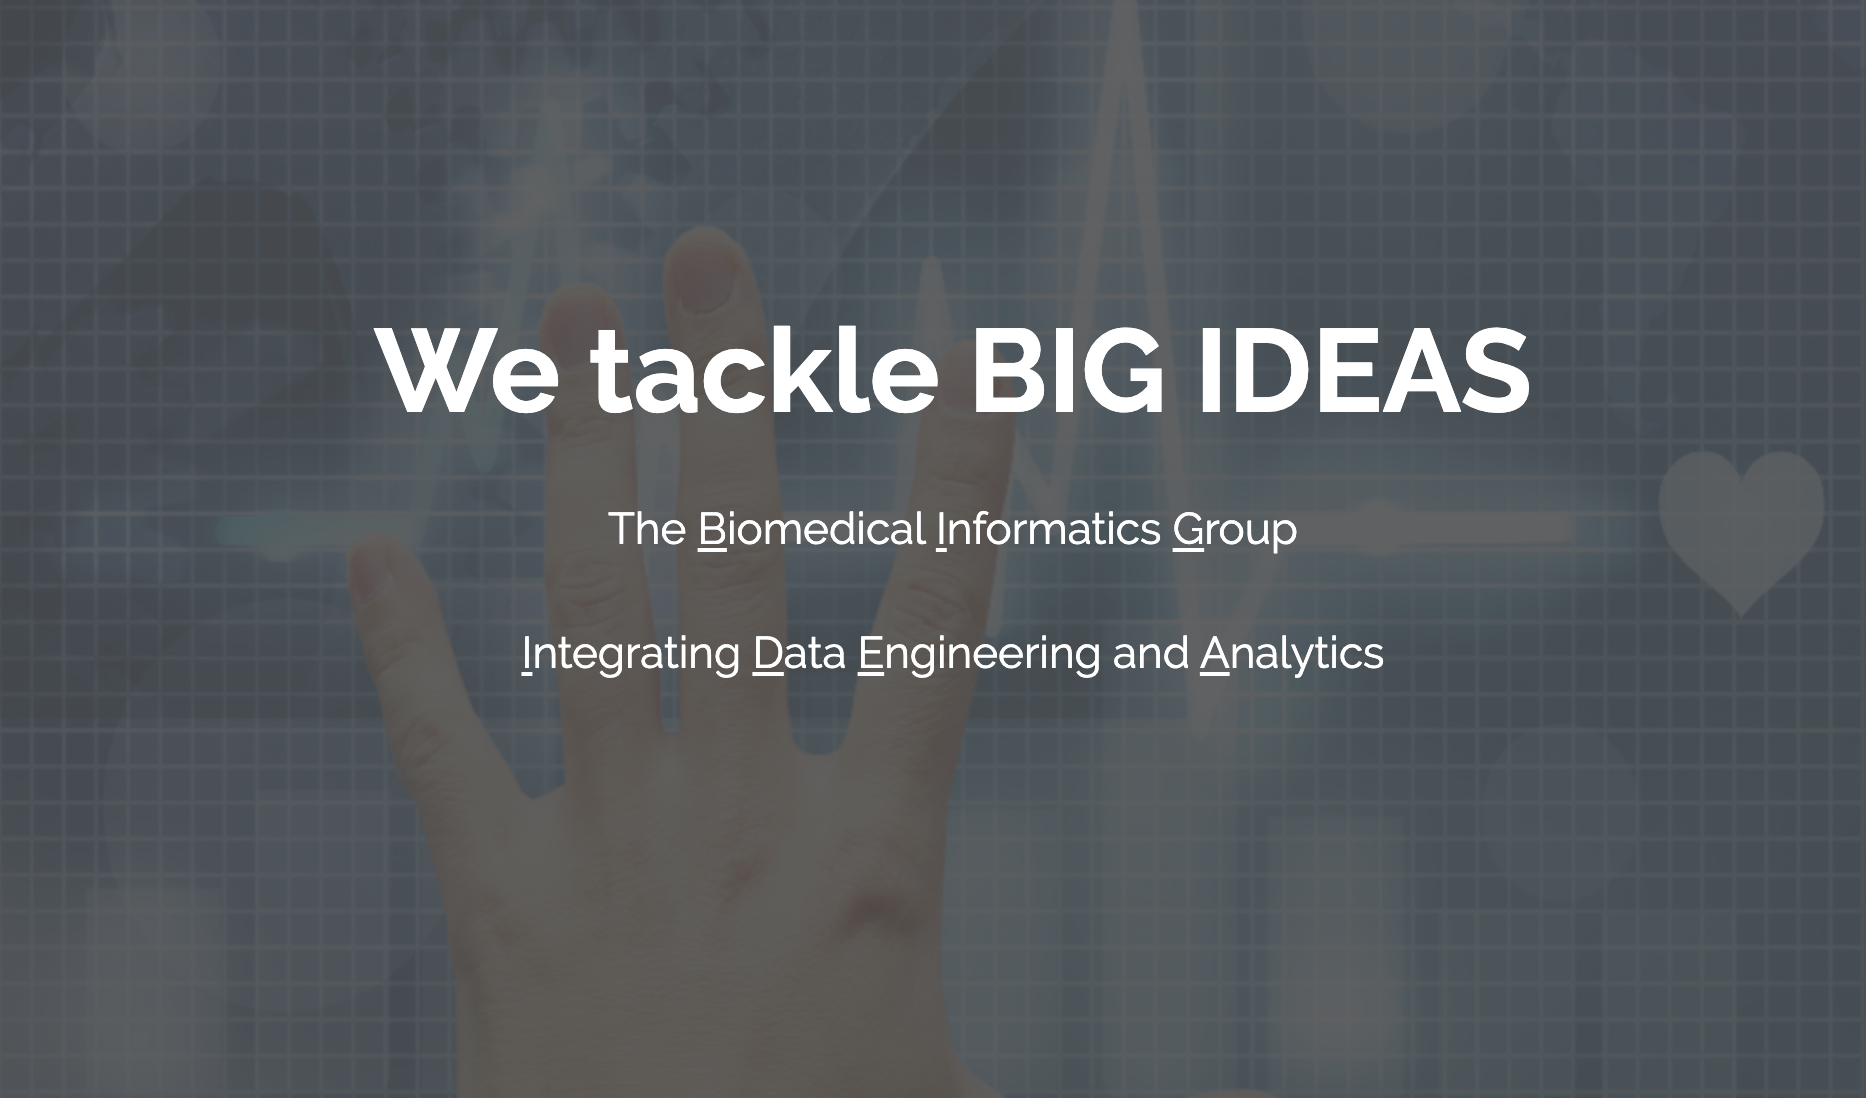 We tackle BIG IDEAS
The Biomedical Informatics Group
Integrating Data Engineering and Analytics